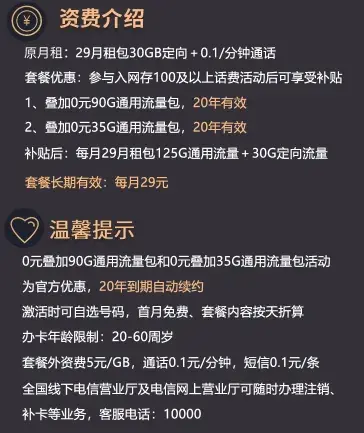 ¥ 资费介绍
原月租：29月租包30GB定向＋0.1/分钟通话
套餐优惠：参与入网存100及以上话费活动后可享受补贴
1、叠加0元90G通用流量包，20年有效
2、叠加0元35G通用流量包，20年有效
补贴后：每月29月租包125G通用流量＋30G定向流量
套餐长期有效：每月29元
温馨提示
0元叠加90G通用流量包和0元叠加35G通用流量包活动
为官方优惠，20年到期自动续约
激活时可自选号码，首月免费、套餐内容按天折算
办卡年龄限制：20-60周岁
套餐外资费5元/GB，通话0.1元/分钟，短信0.1元/条
全国线下电信营业厅及电信网上营业厅可随时办理注销、
补卡等业务，客服电话：10000